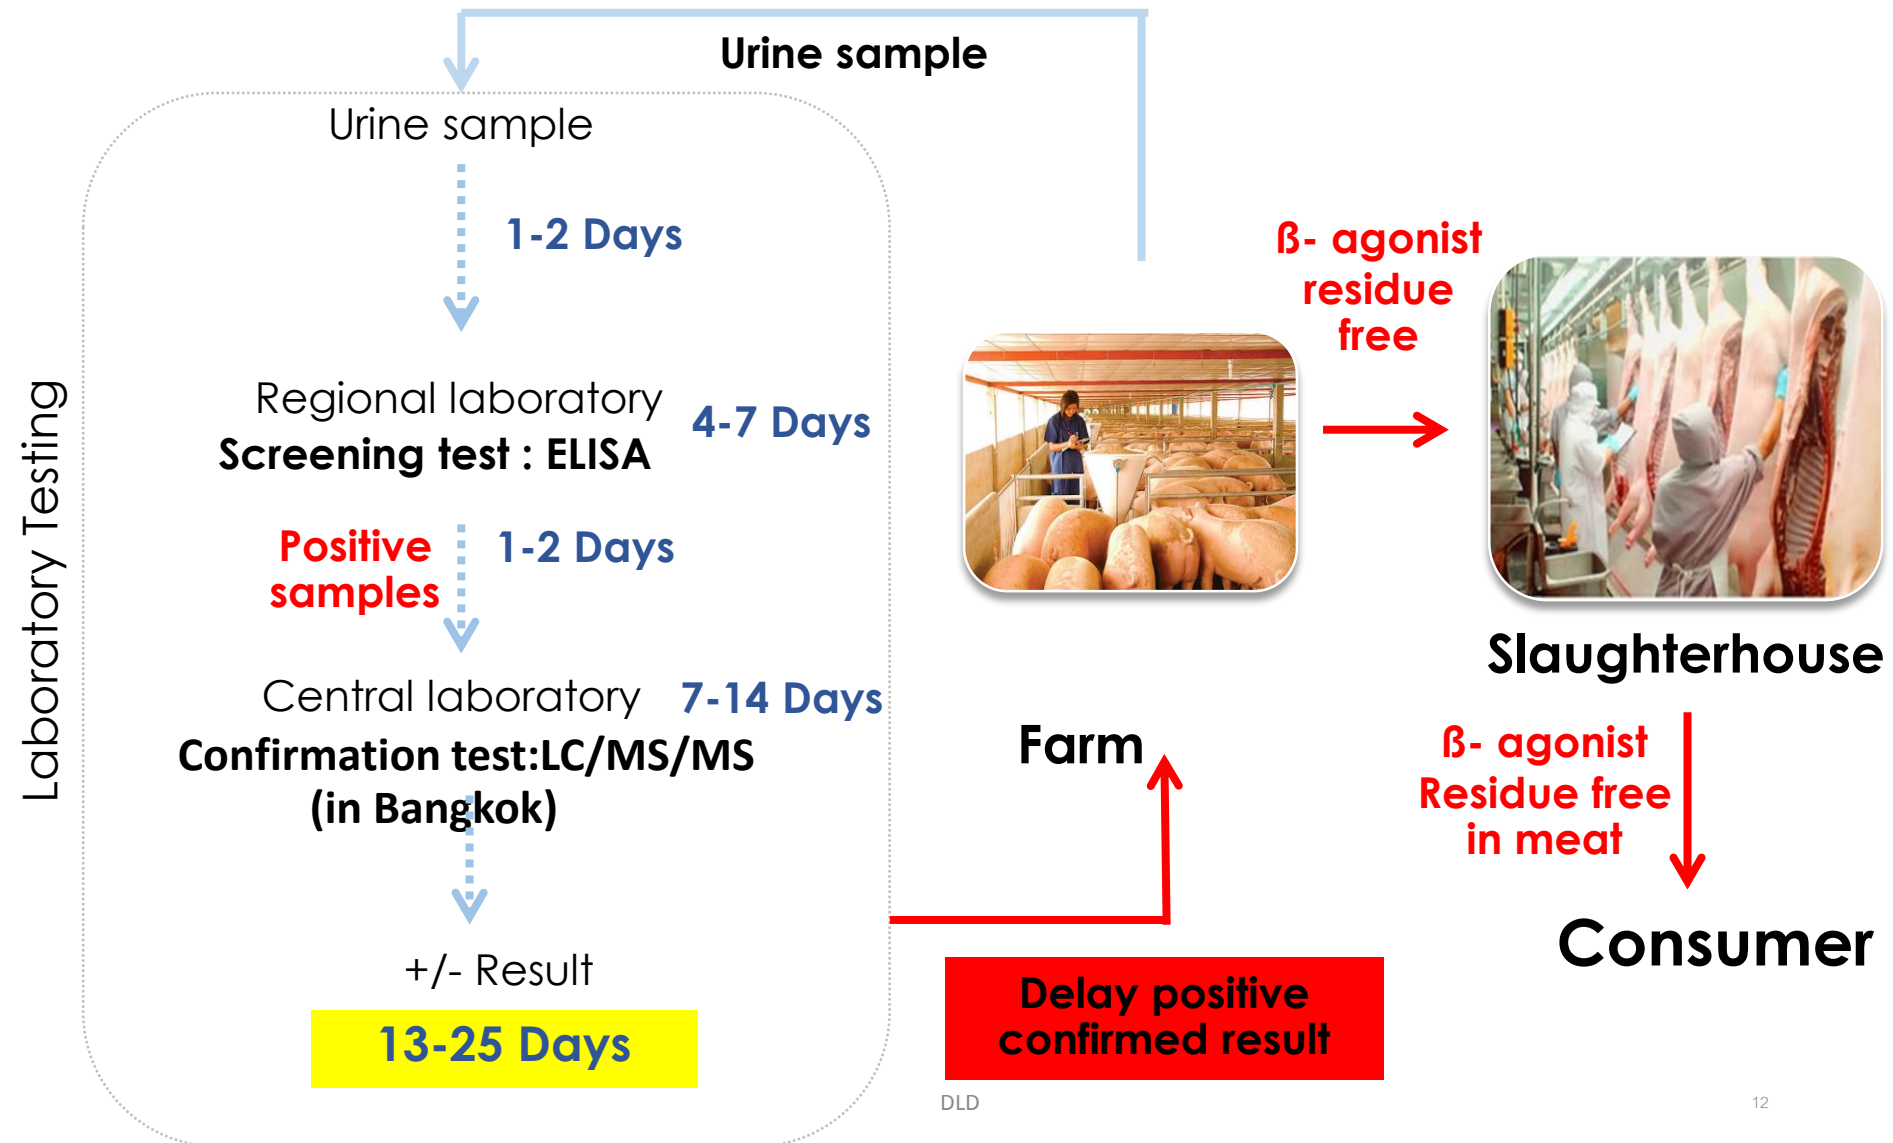 Urine sample
Urine sample
1-2 Days
Regional laboratory
4-7 Days
Screening test : ELISA
Positive
samples
1-2 Days
Central laboratory
7-14 Days
Confirmation test:LC/MS/MS
(in Bangkok)
+/- Result
13-25 Days
Laboratory Testing
ß- agonist
residue
free
Farm
Slaughterhouse
ß- agonist
Residue free
in meat
Consumer
Delay positive
confirmed result
DLD
12